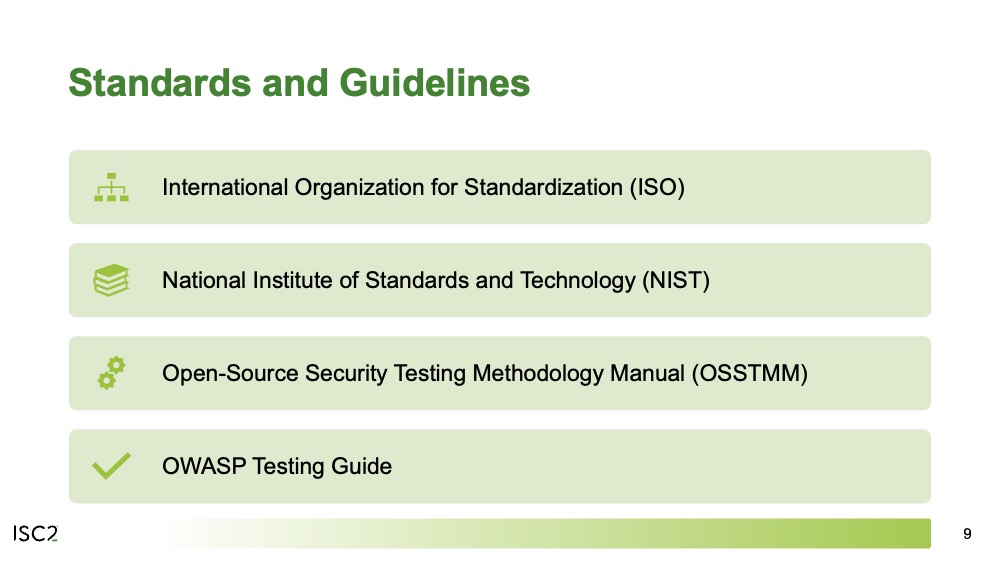 Standards and Guidelines
International Organization for Standardization (ISO)
National Institute of Standards and Technology (NIST)
Open-Source Security Testing Methodology Manual (OSSTMM)
OWASP Testing Guide
ISC2
9